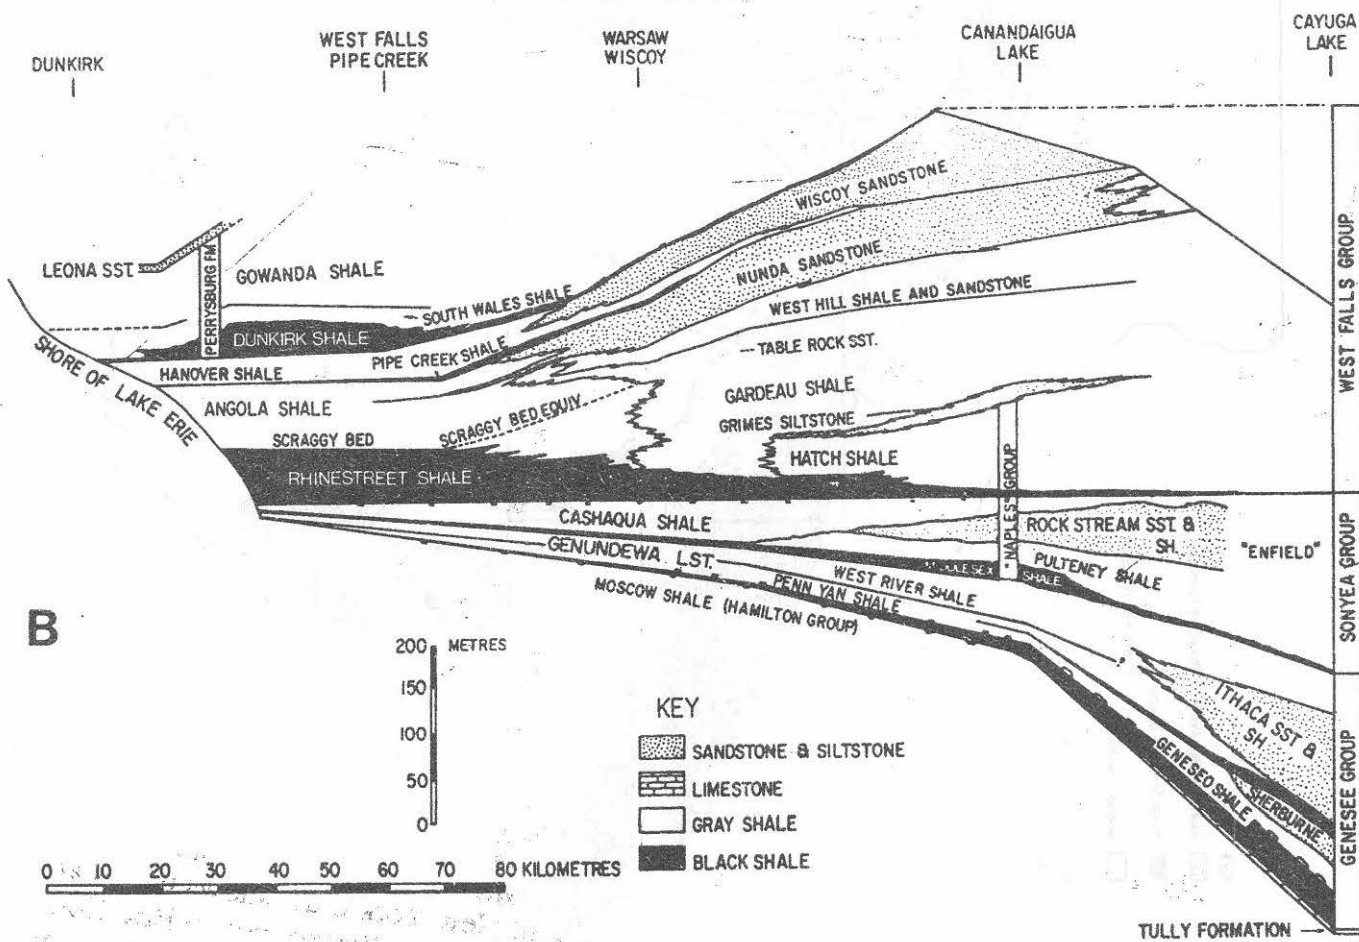 DUNKIRK
WEST FALLS
PIPE CREEK
WARSAW
WISCOY
CANANDAIGUA
LAKE
CAYUGA
LAKE
WISCOY SANDSTONE
LEONA SST.
PERRYSBURG FM
GOWANDA SHALE
NUNDA SANDSTONE
SOUTH WALES SHALE
WEST HILL SHALE AND SANDSTONE
DUNKIRK SHALE
PIPE CREEK SHALE
TABLE ROCK SST.
HANOVER SHALE
SHORE OF LAKE ERIE
ANGOLA SHALE
GARDEAU SHALE
SCRAGGY BED EQUIV
GRIMES SILTSTONE
SCRAGGY BED
HATCH SHALE
RHINESTREET SHALE
"NAPLES" GROUP
WEST FALLS GROUP
CASHAQUA SHALE
ROCK STREAM SST. &
SH.
"ENFIELD"
GENUNDEWA LST.
PULTENEY SHALE
SHALE
WEST RIVER SHALE
PENN YAN SHALE
MOSCOW SHALE (HAMILTON GROUP)
SONYEA GROUP
B
ITHACA SST &
SH
GENESEO SHALE
SHERBURNE
GENESEE GROUP
TULLY FORMATION
200 METRES
150
100
50
0
KEY
SANDSTONE & SILTSTONE
LIMESTONE
GRAY SHALE
BLACK SHALE
0 10 20 30 40 50 60 70 80 KILOMETRES